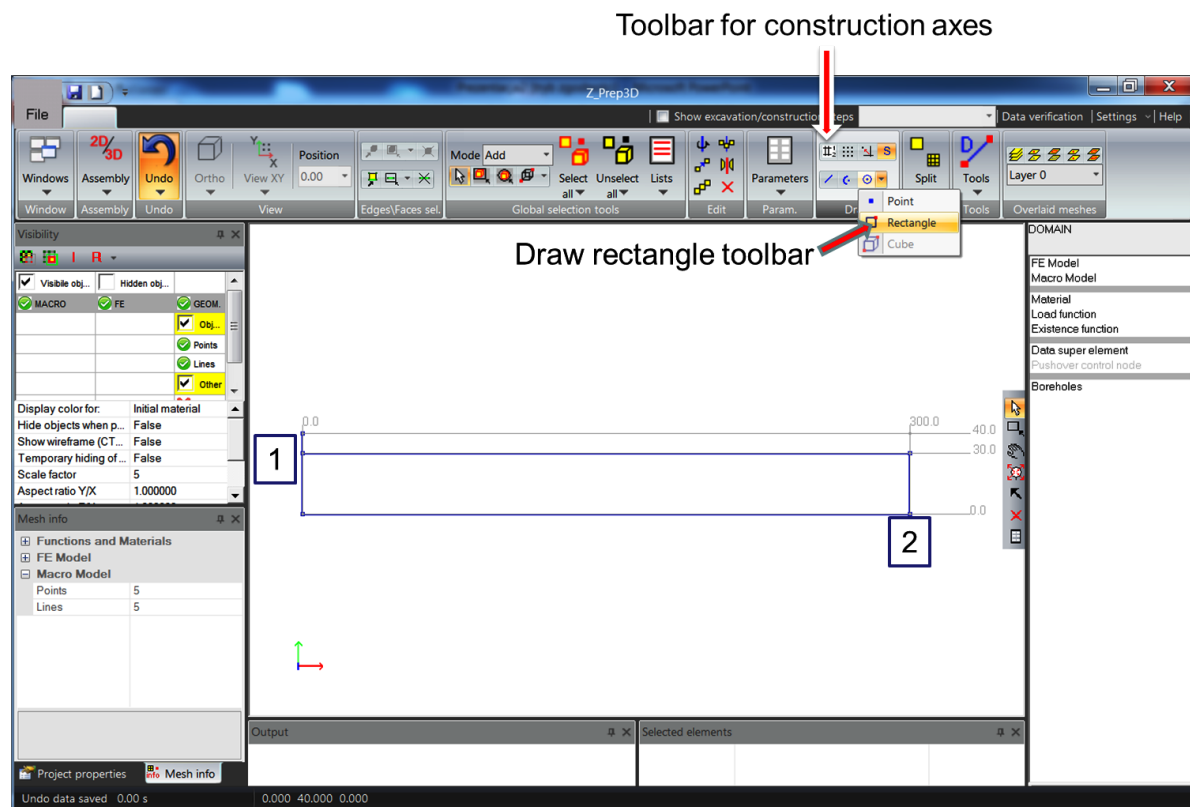 Toolbar for construction axes
Z_Prep3D
File
Show excavation/construction steps
Data verification | Settings
Help
Windows
2D/3D
Assembly
Undo
Ortho
Y
X
View XY
Position
0.00
Mode Add
Select all
Unselect all
Lists
Parameters
S
Split
Tools
Layer 0
Window
Assembly
Undo
View
Edges\Faces sel.
Global selection tools
Edit
Param.
Tools
Overlaid meshes
Point
Rectangle
Cube
Draw rectangle toolbar
Visibility
Visibile obj...
Hidden obj...
MACRO
FE
GEOM.
Obj...
Points
Lines
Other
Display color for: Initial material
Hide objects when p... False
Show wireframe (CT... False
Temporary hiding of ... False
Scale factor 5
Aspect ratio Y/X 1.000000
Mesh info
Functions and Materials
FE Model
Macro Model
Points 5
Lines 5
Project properties
Mesh info
0.0
300.0
40.0
30.0
0.0
1
2
DOMAIN
FE Model
Macro Model
Material
Load function
Existence function
Data super element
Pushover control node
Boreholes
Output
Selected elements
Undo data saved 0.00 s
0.000 40.000 0.000